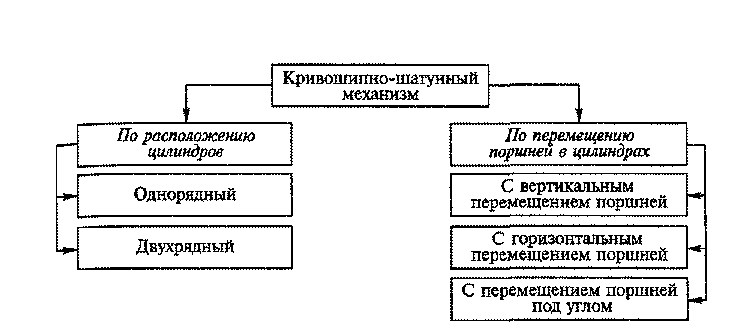 Кривошипно-шатунный
механизм
По расположению
цилиндров
Однорядный
Двухрядный
По перемещению
поршней в цилиндрах
С вертикальным
перемещением поршней
С горизонтальным
перемещением поршней
С перемещением поршней
под углом